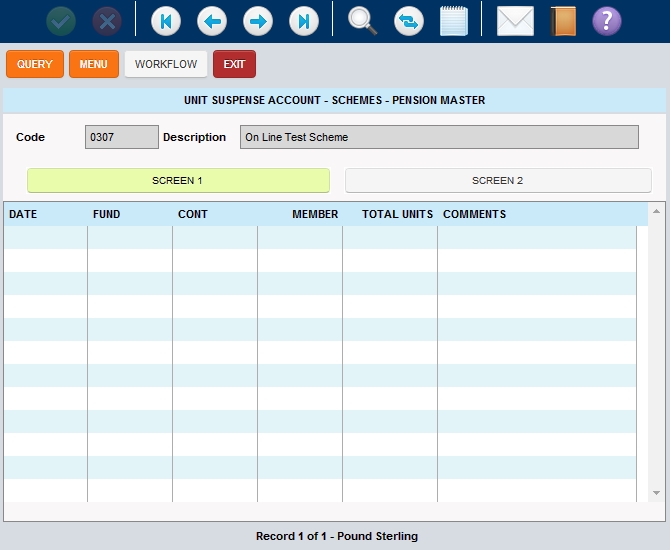 ?
QUERY MENU WORKFLOW EXIT
UNIT SUSPENSE ACCOUNT - SCHEMES - PENSION MASTER
Code 0307 Description On Line Test Scheme
SCREEN 1 SCREEN 2
DATE FUND CONT MEMBER TOTAL UNITS COMMENTS
Record 1 of 1 - Pound Sterling